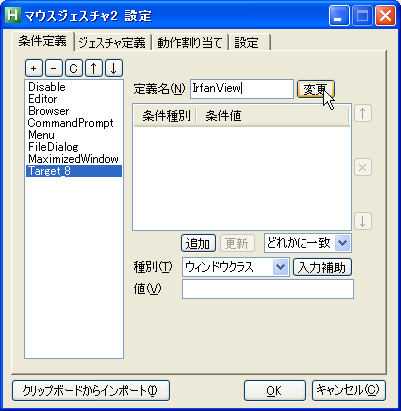 マウスジェスチャ2 設定
条件定義 ジェスチャ定義 動作割り当て 設定
+ - C ↑ ↓
Disable
Editor
Browser
CommandPrompt
Menu
FileDialog
MaximizedWindow
Target_8
定義名(N) IrfanView 変更
条件種別 条件値
↑
×
↓
追加 更新 どれかに一致
種別(T) ウィンドウクラス 入力補助
値(V)
クリップボードからインポート(I) OK キャンセル(C)